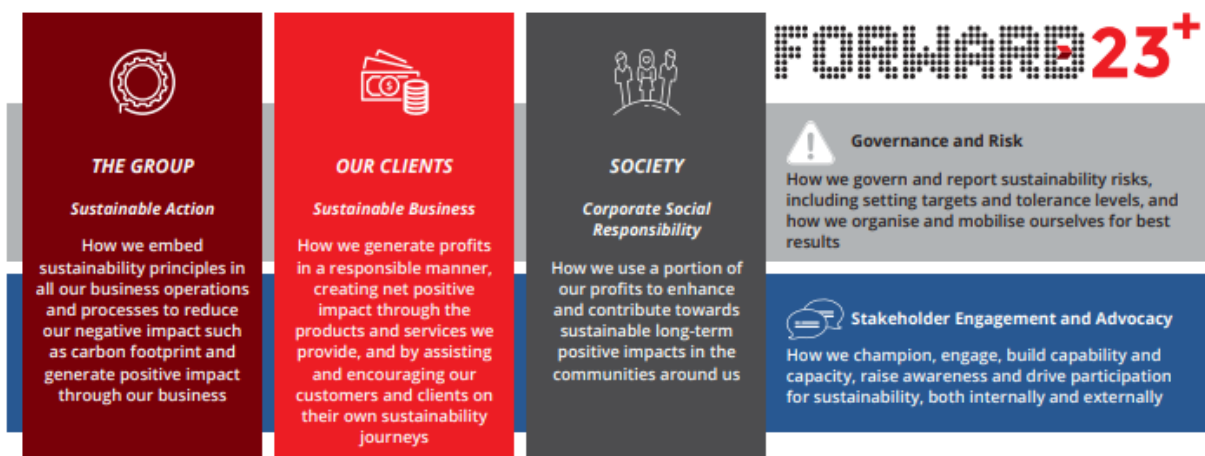 THE GROUP
Sustainable Action
How we embed
sustainability principles in
all our business operations
and processes to reduce
our negative impact such
as carbon footprint and
generate positive impact
through our business
OUR CLIENTS
Sustainable Business
How we generate profits
in a responsible manner,
creating net positive
impact through the
products and services we
provide, and by assisting
and encouraging our
customers and clients on
their own sustainability
journeys
SOCIETY
Corporate Social
Responsibility
How we use a portion of
our profits to enhance
and contribute towards
sustainable long-term
positive impacts in the
communities around us
FORWARD23+
Governance and Risk
How we govern and report sustainability risks,
including setting targets and tolerance levels, and
how we organise and mobilise ourselves for best
results
Stakeholder Engagement and Advocacy
How we champion, engage, build capability and
capacity, raise awareness and drive participation
for sustainability, both internally and externally